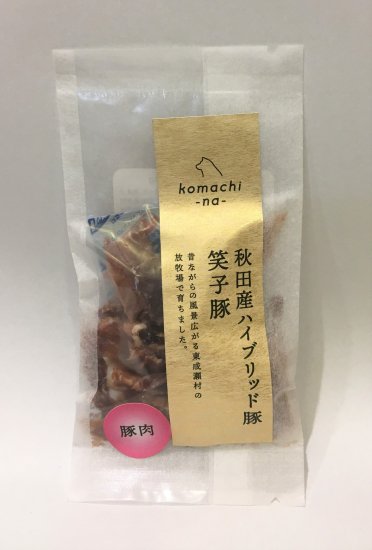 komachi
-na-
秋田産ハイブリッド豚
笑子豚
昔ながらの風景広がる東成瀬村の
放牧場で育ちました。
豚肉